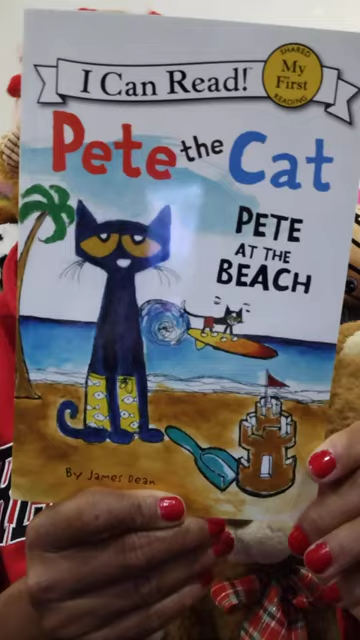 I Can Read!
SHARED
My
First
READING
Pete the Cat
PETE
AT THE
BEACH
By James Dean